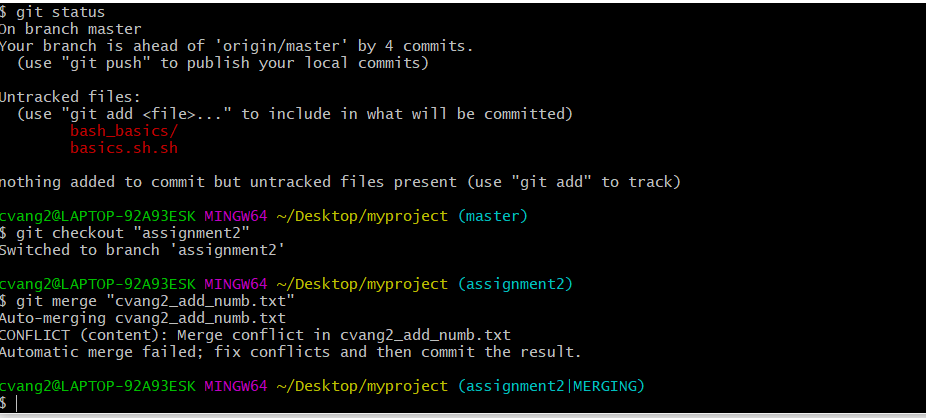 $ git status
On branch master
Your branch is ahead of 'origin/master' by 4 commits.
  (use "git push" to publish your local commits)
Untracked files:
  (use "git add <file>..." to include in what will be committed)
        bash_basics/
        basics.sh.sh
nothing added to commit but untracked files present (use "git add" to track)
cvang2@LAPTOP-92A93ESK MINGW64 ~/Desktop/myproject (master)
$ git checkout "assignment2"
Switched to branch 'assignment2'
cvang2@LAPTOP-92A93ESK MINGW64 ~/Desktop/myproject (assignment2)
$ git merge "cvang2_add_numb.txt"
Auto-merging cvang2_add_numb.txt
CONFLICT (content): Merge conflict in cvang2_add_numb.txt
Automatic merge failed; fix conflicts and then commit the result.
cvang2@LAPTOP-92A93ESK MINGW64 ~/Desktop/myproject (assignment2|MERGING)
$